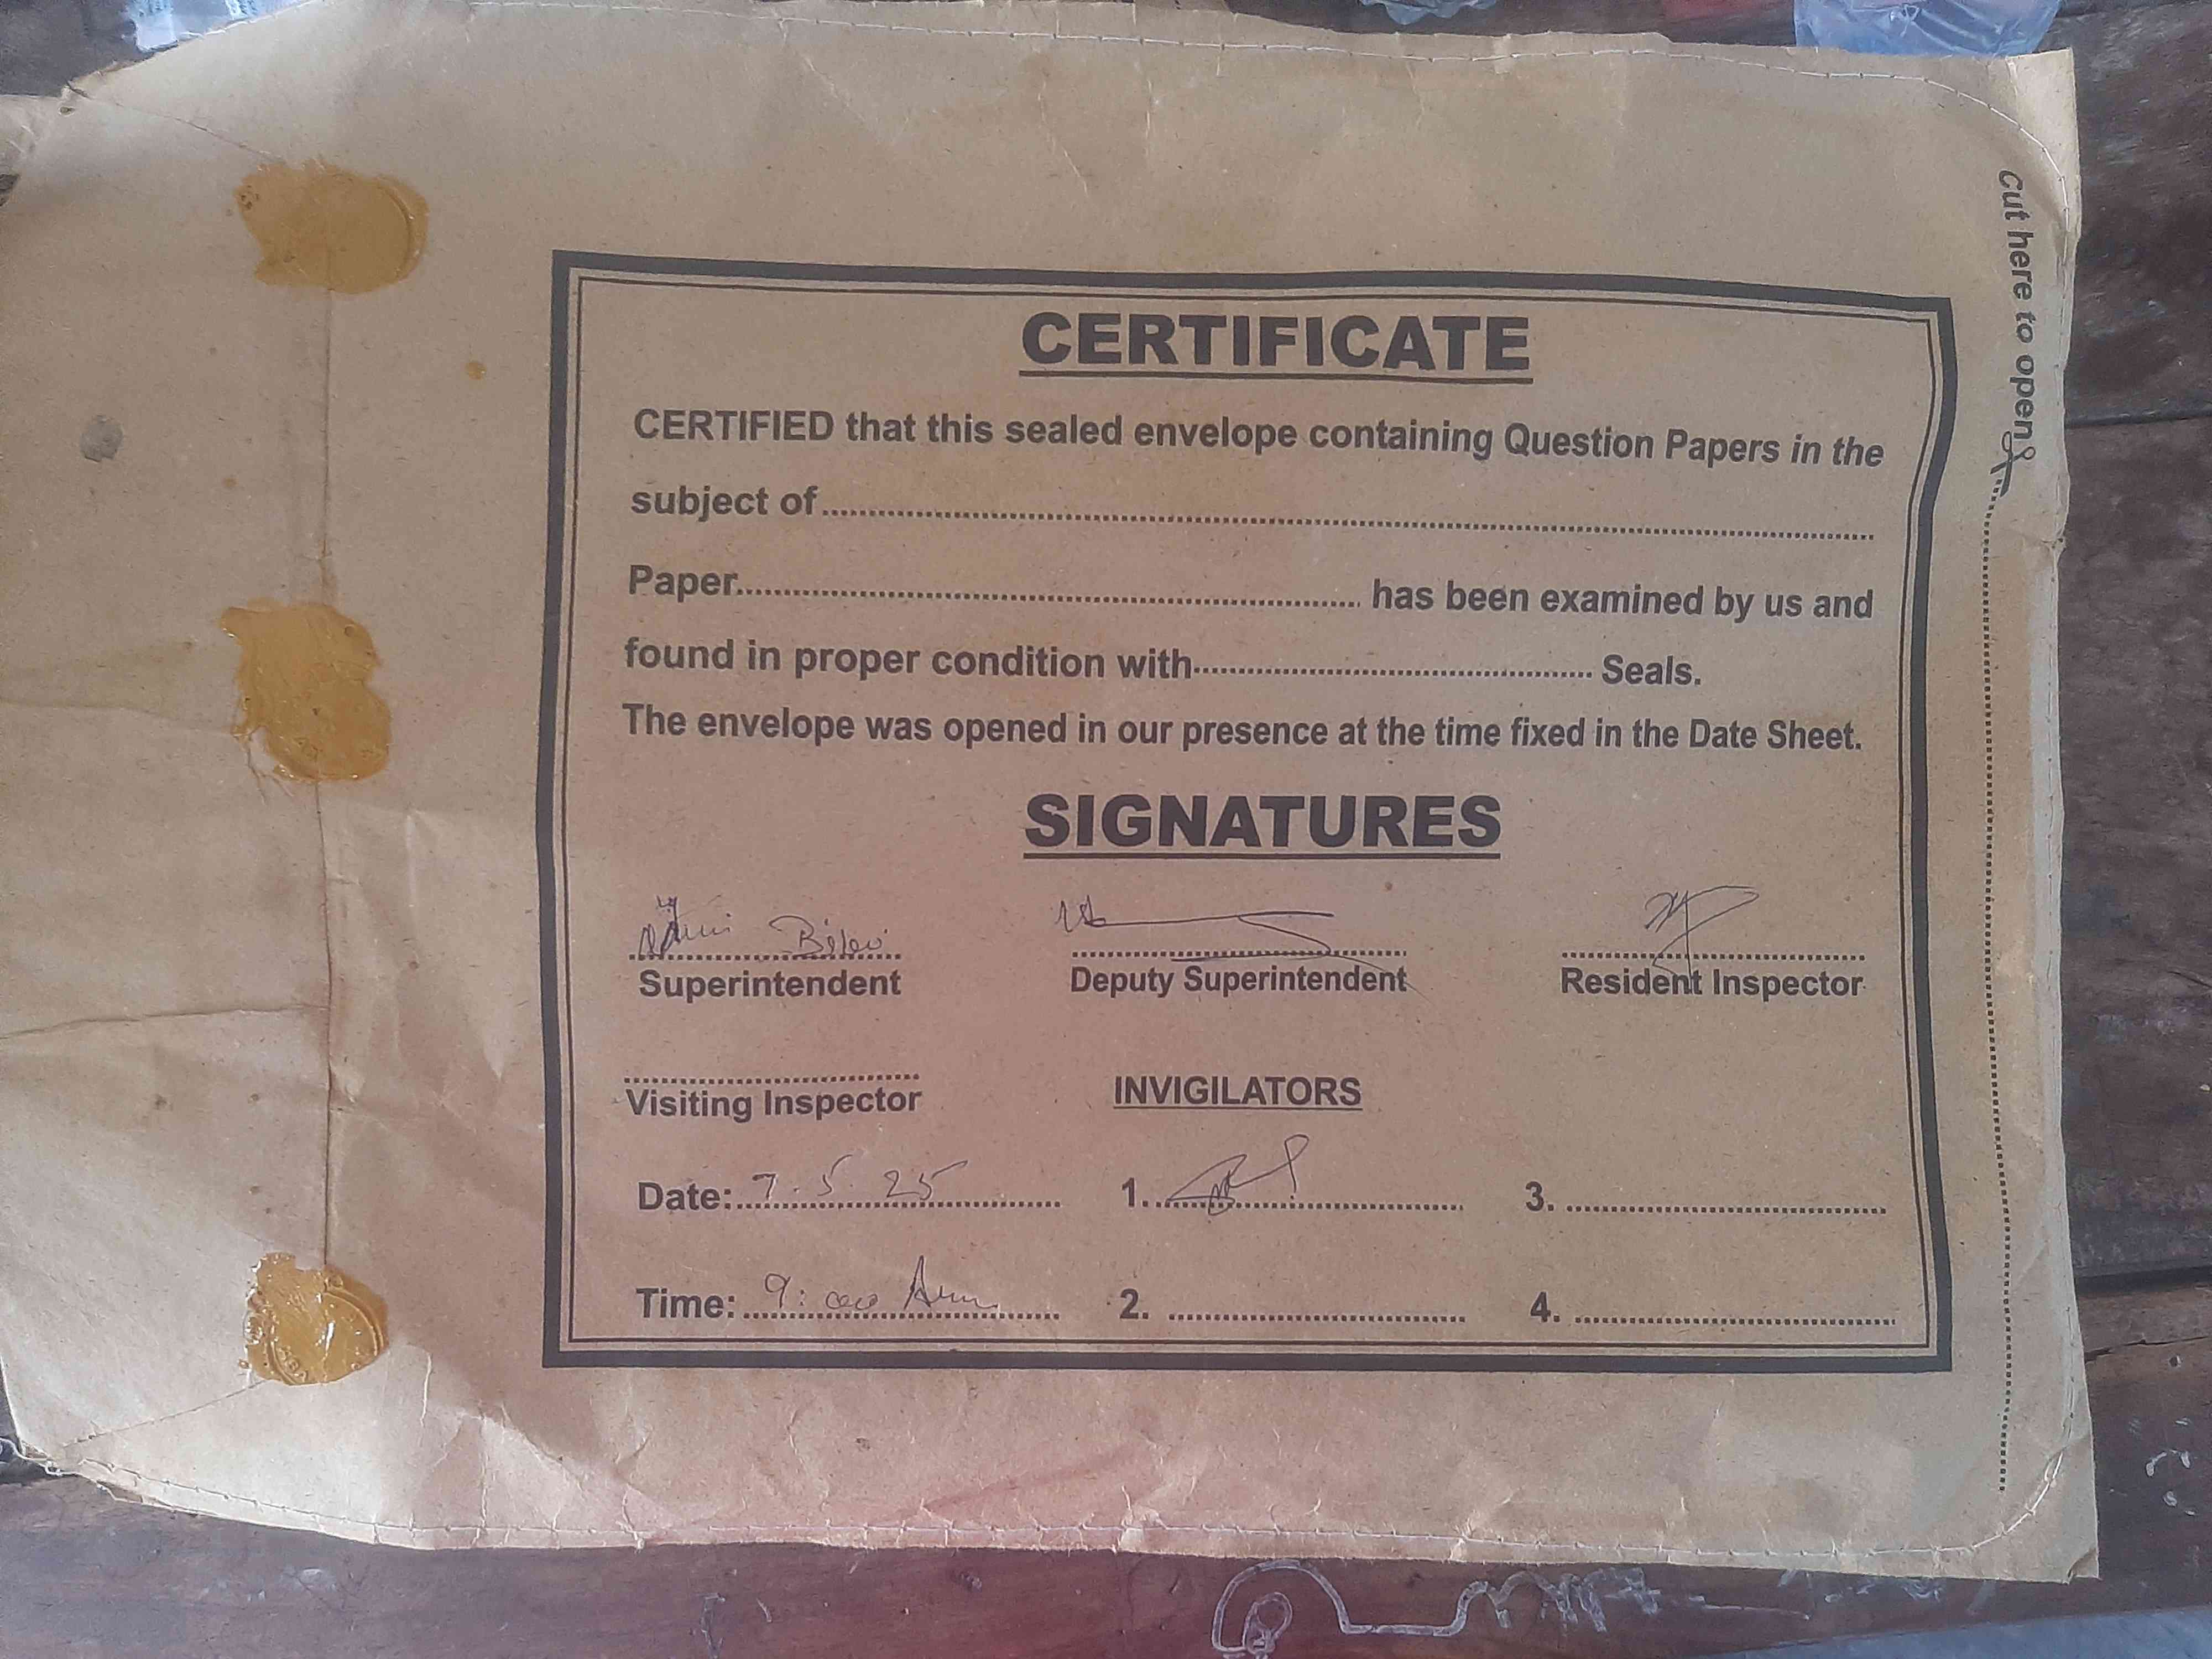 CERTIFICATE
CERTIFIED that this sealed envelope containing Question Papers in the
subject of
Paper has been examined by us and
found in proper condition with Seals.
The envelope was opened in our presence at the time fixed in the Date Sheet.
SIGNATURES
Superintendent Deputy Superintendent Resident Inspector
Visiting Inspector INVIGILATORS
Date: 7.5.25 1. 3.
Time: 9:00 Am 2. 4.
Cut here to open